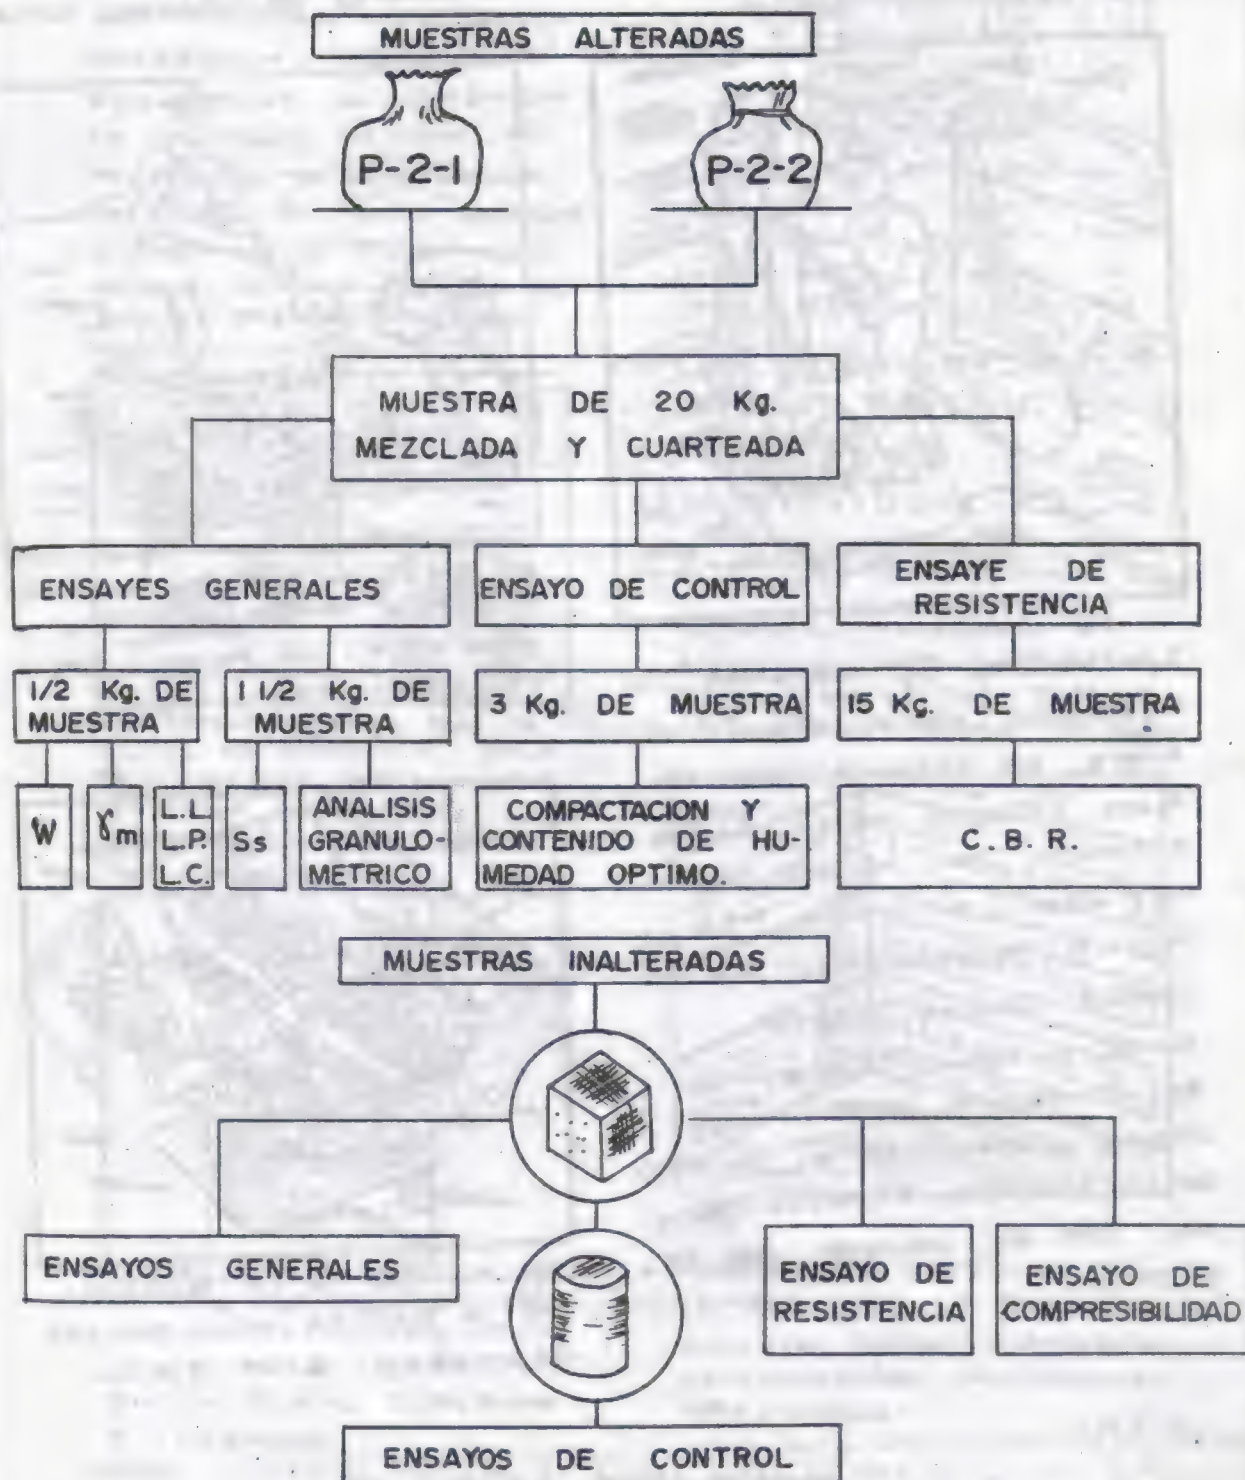 MUESTRAS ALTERADAS
P-2-1
P-2-2
MUESTRA DE 20 Kg.
MEZCLADA Y CUARTEADA
ENSAYES GENERALES
ENSAYO DE CONTROL
ENSAYE DE
RESISTENCIA
1/2 Kg. DE
MUESTRA
1 1/2 Kg. DE
MUESTRA
3 Kg. DE MUESTRA
15 Kg. DE MUESTRA
W
γm
L.L
L.P.
L.C.
Ss
ANALISIS
GRANULO-
METRICO
COMPACTACION Y
CONTENIDO DE HU-
MEDAD OPTIMO.
C.B.R.
MUESTRAS INALTERADAS
ENSAYOS GENERALES
ENSAYO DE
RESISTENCIA
ENSAYO DE
COMPRESIBILIDAD
ENSAYOS DE CONTROL